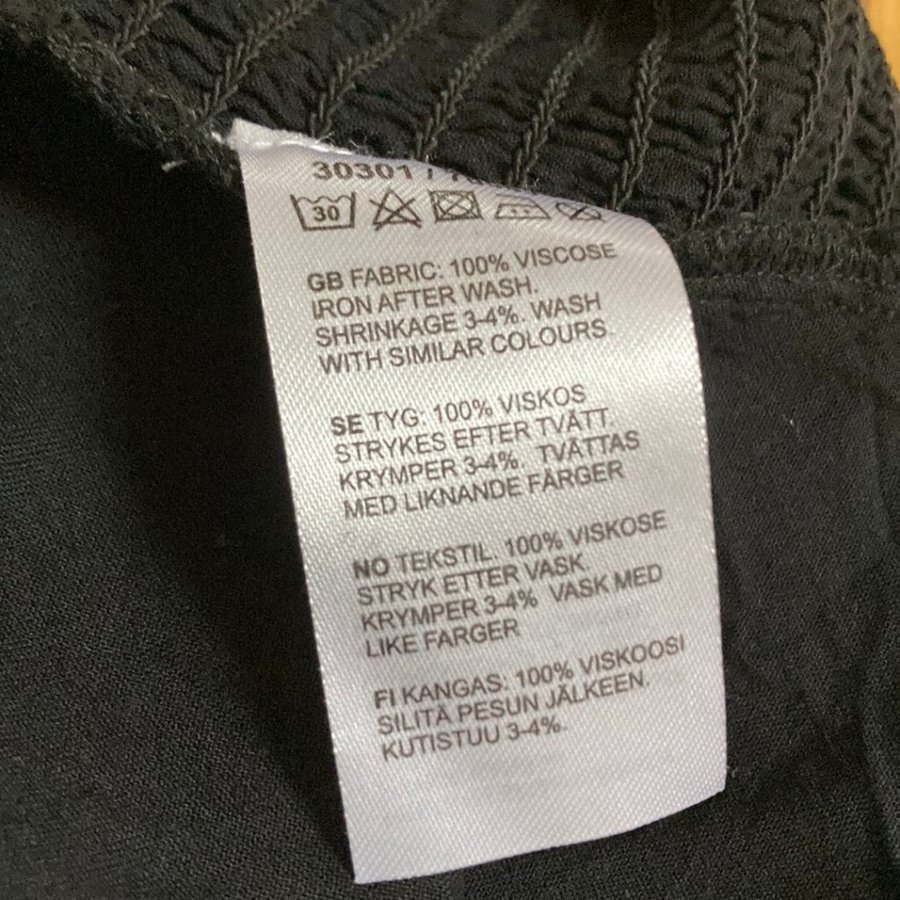 30301 /
30
GB FABRIC: 100% VISCOSE
IRON AFTER WASH.
SHRINKAGE 3-4%. WASH
WITH SIMILAR COLOURS
SE TYG: 100% VISKOS
STRYKES EFTER TVÄTT.
KRYMPER 3-4%. TVÄTTAS
MED LIKNANDE FÄRGER
NO TEKSTIL. 100% VISKOSE
STRYK ETTER VASK
KRYMPER 3-4% VASK MED
LIKE FARGER
FI KANGAS: 100% VISKOOSI
SILITÄ PESUN JÄLKEEN.
KUTISTUU 3-4%.